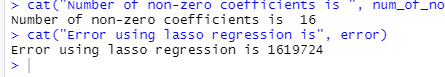 > cat("Number of non-zero coefficients is ", num_of_no
Number of non-zero coefficients is  16
> cat("Error using lasso regression is", error)
Error using lasso regression is 1619724
>